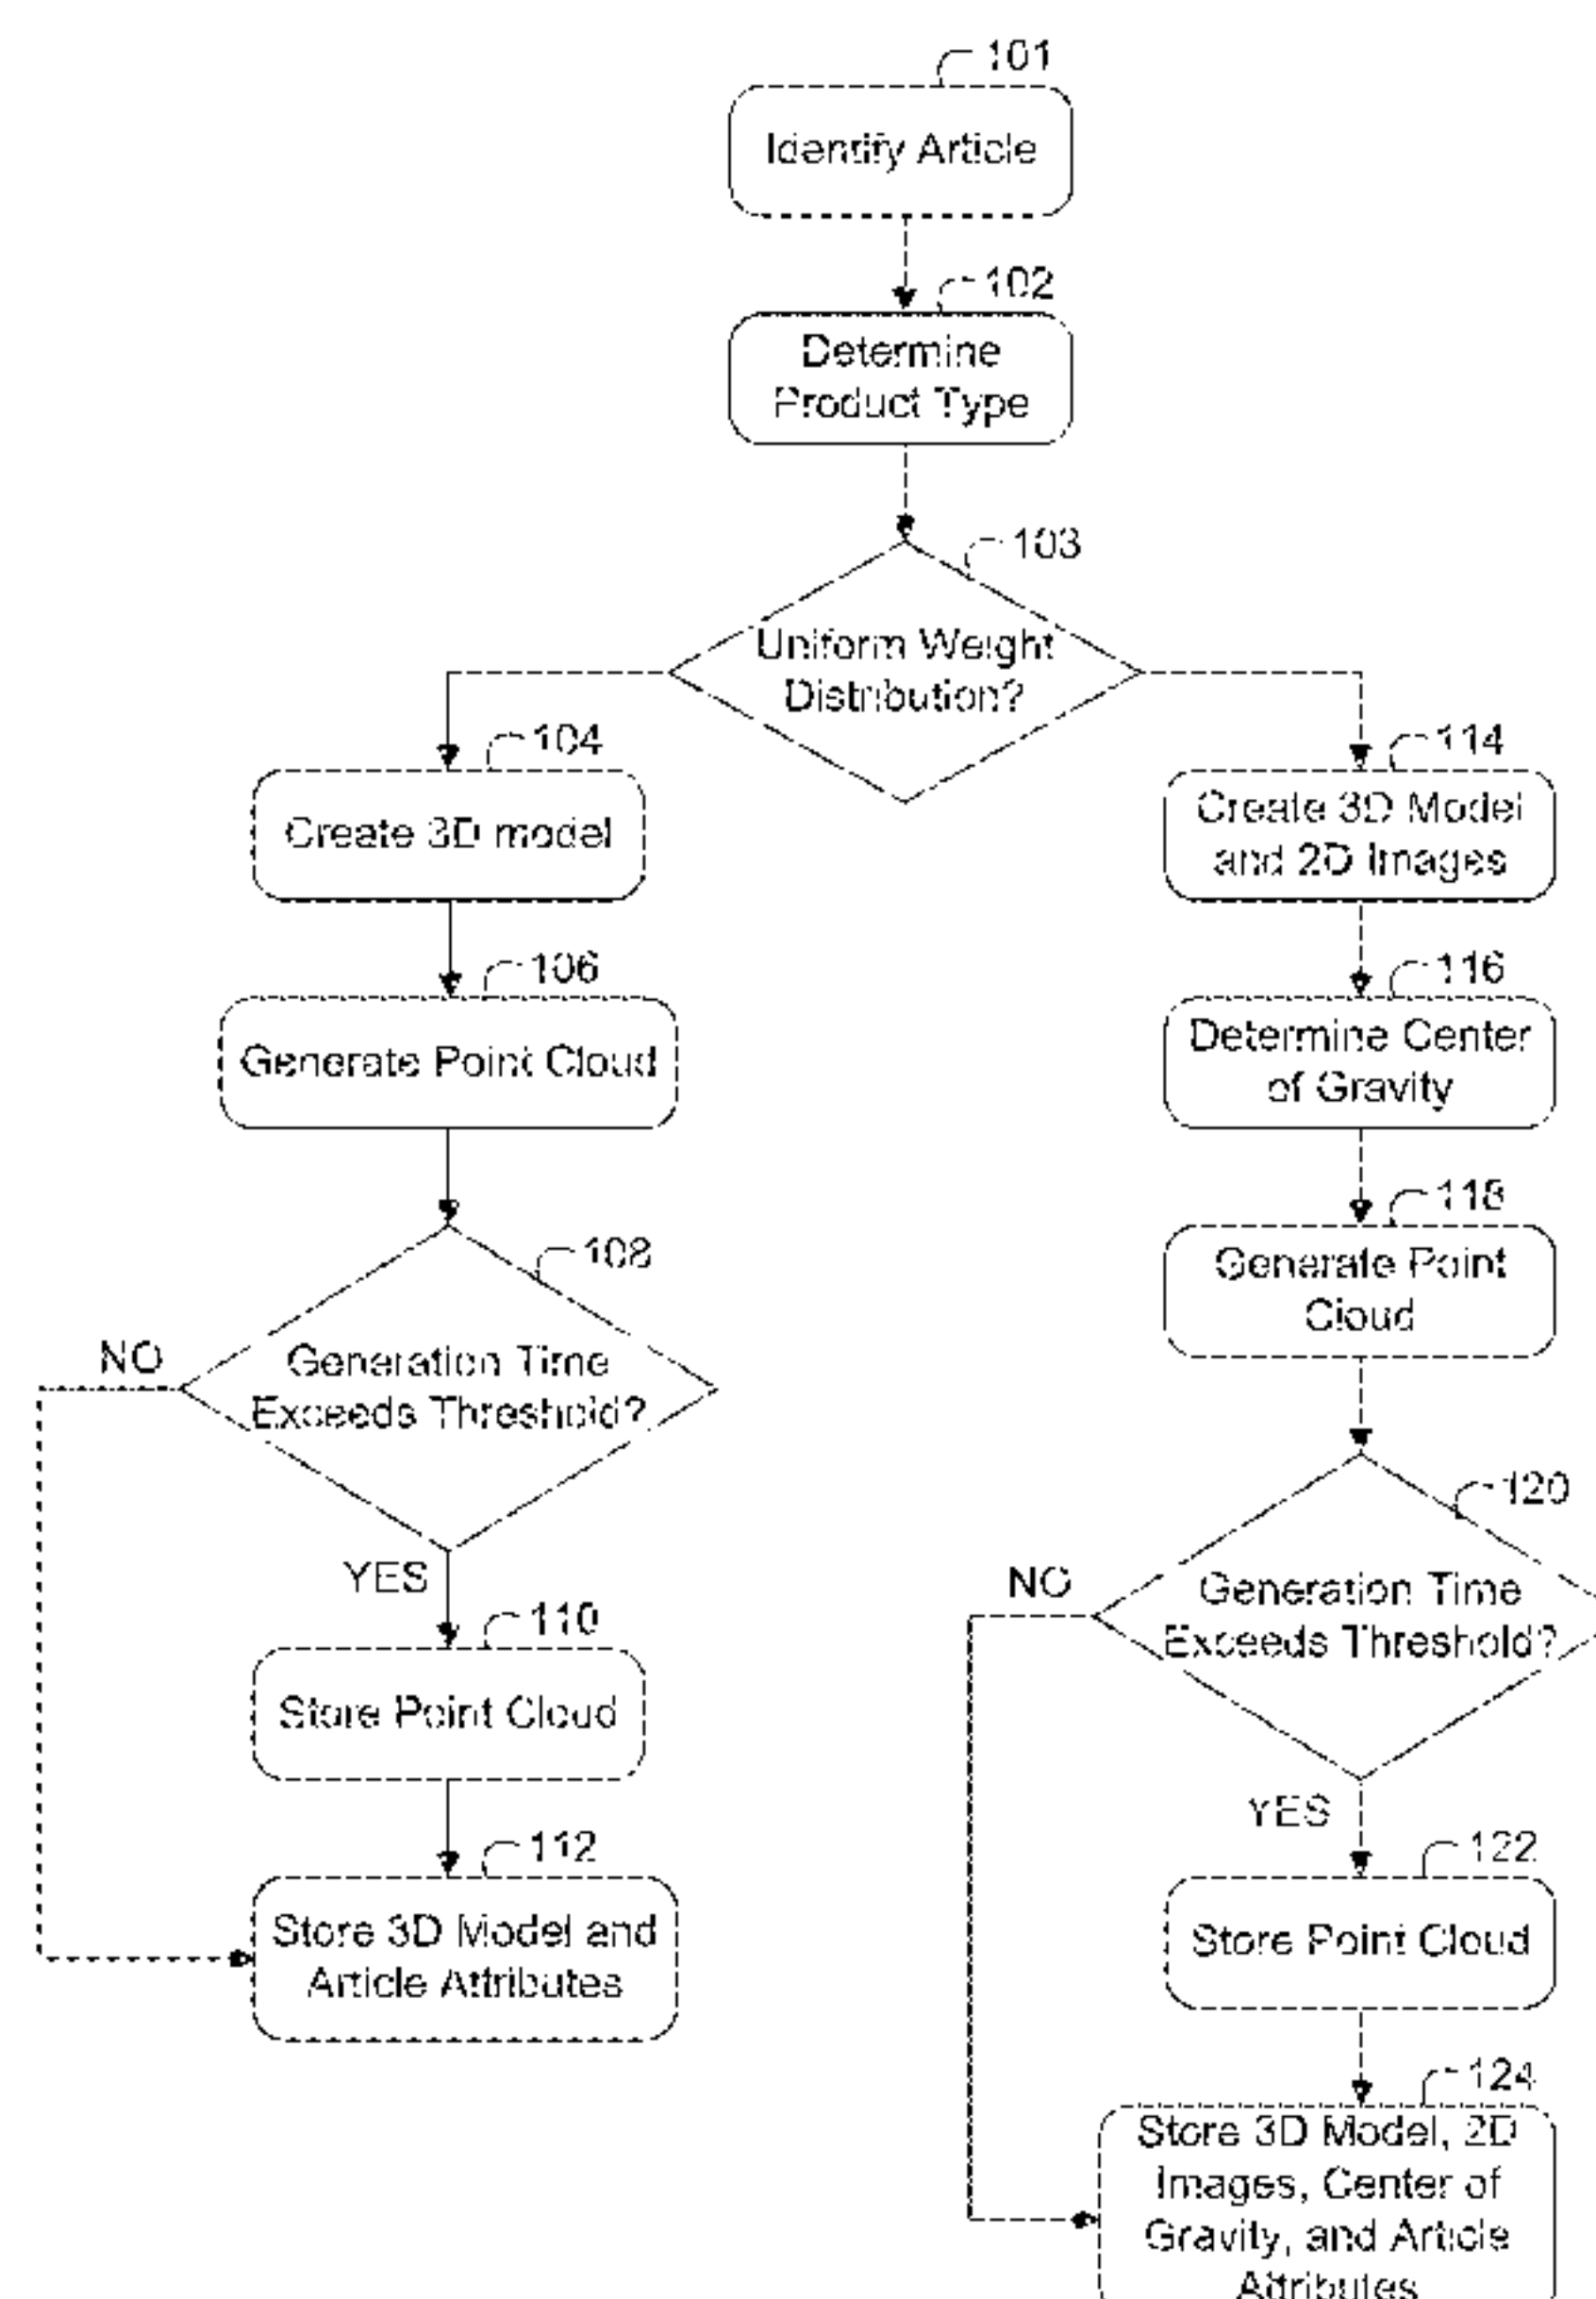 101
Identify Article
102
Determine
Product Type
103
Uniform Weight
Distribution?
104
Create 3D model
106
Generate Point Cloud
108
NO
Generation Time
Exceeds Threshold?
YES
110
Store Point Cloud
112
Store 3D Model and
Article Attributes
114
Create 3D Model
and 2D Images
116
Determine Center
of Gravity
118
Generate Point
Cloud
120
NO
Generation Time
Exceeds Threshold?
YES
122
Store Point Cloud
124
Store 3D Model, 2D
Images, Center of
Gravity, and Article
Attributes